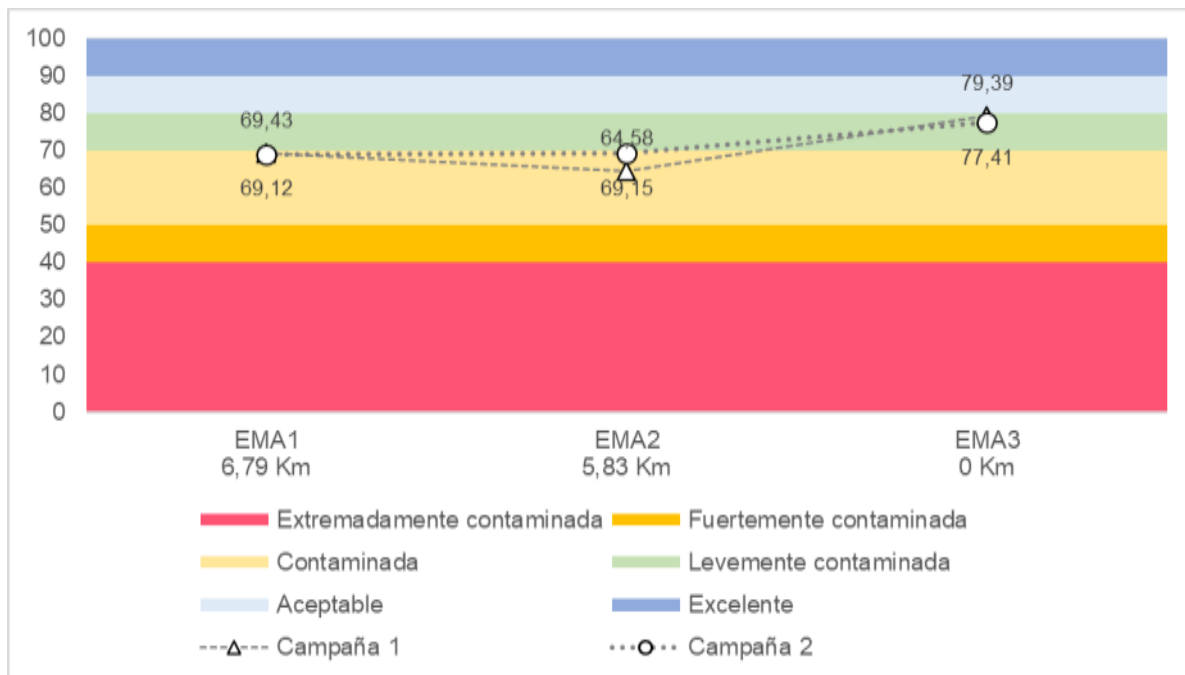 100
90
80
70
60
50
40
30
20
10
0
69,43
69,12
64,58
69,15
79,39
77,41
EMA1
6,79 Km
EMA2
5,83 Km
EMA3
0 Km
Extremadamente contaminada
Fuertemente contaminada
Contaminada
Levemente contaminada
Aceptable
Excelente
Campaña 1
Campaña 2